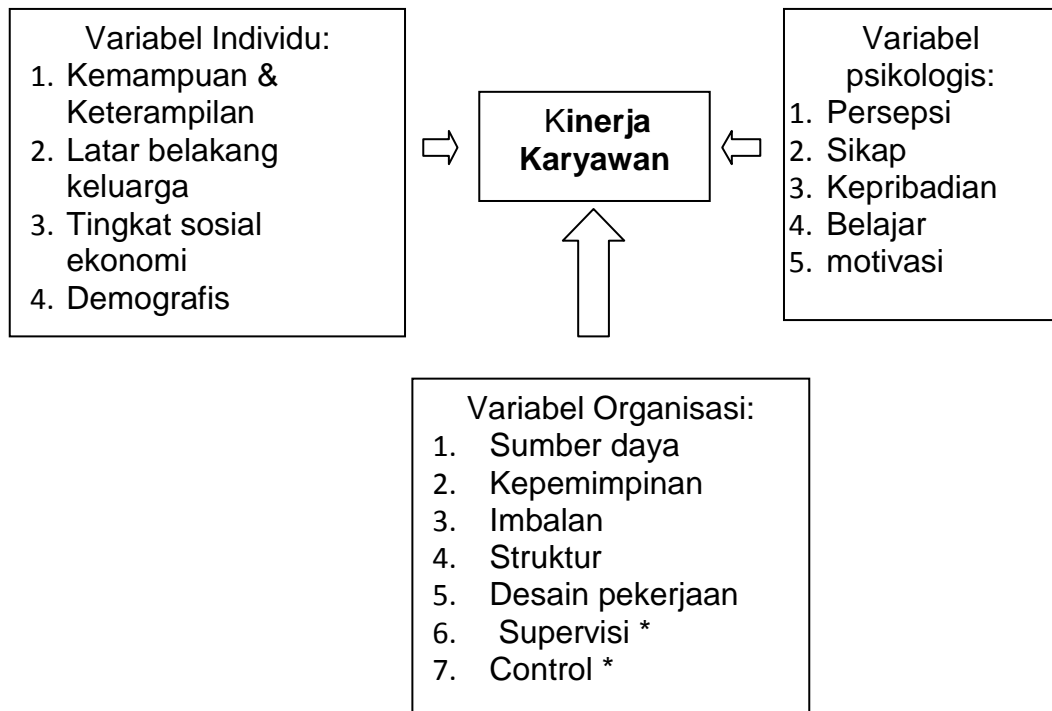 Variabel Individu:
1. Kemampuan &
Keterampilan
2. Latar belakang
keluarga
3. Tingkat sosial
ekonomi
4. Demografis
Kinerja
Karyawan
Variabel
psikologis:
1. Persepsi
2. Sikap
3. Kepribadian
4. Belajar
5. motivasi
Variabel Organisasi:
1. Sumber daya
2. Kepemimpinan
3. Imbalan
4. Struktur
5. Desain pekerjaan
6. Supervisi *
7. Control *